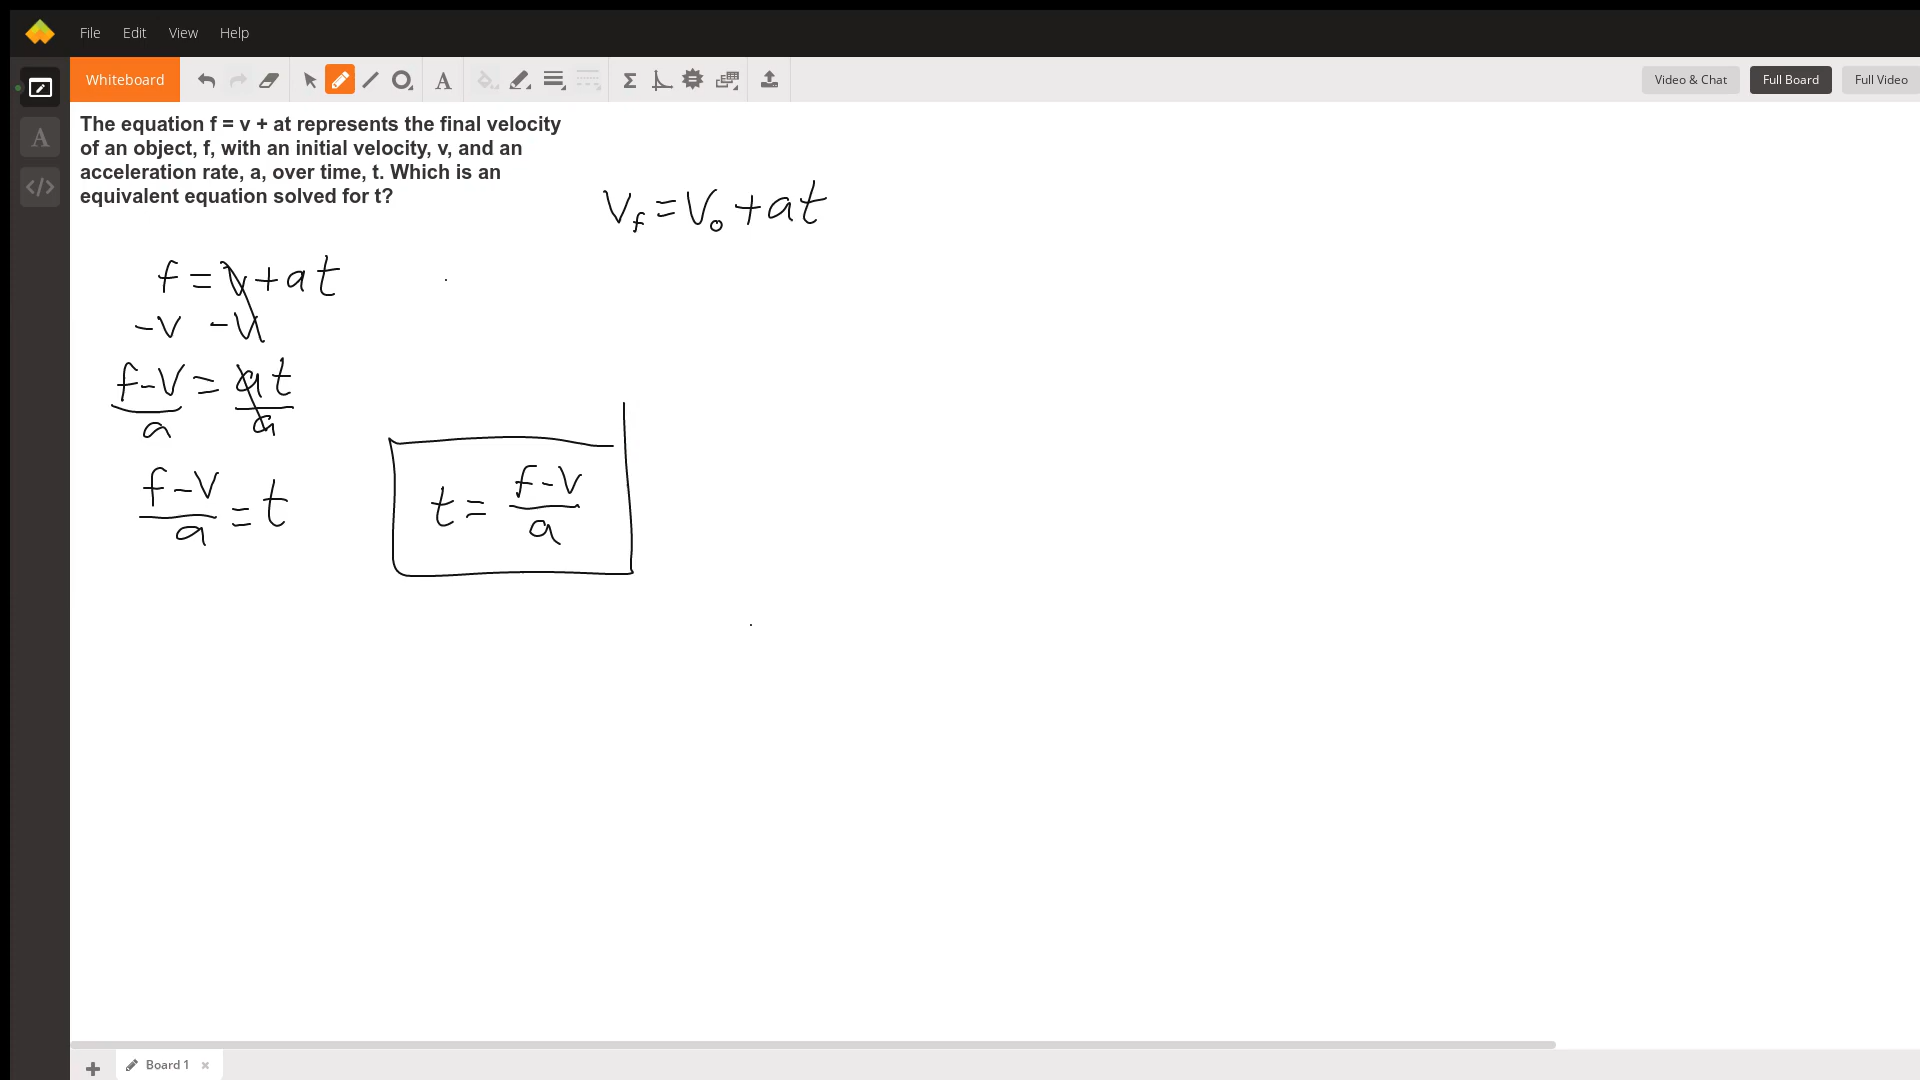 File Edit View Help
Whiteboard
Video & Chat Full Board Full Video
The equation f = v + at represents the final velocity
of an object, f, with an initial velocity, v, and an
acceleration rate, a, over time, t. Which is an
equivalent equation solved for t?
V_f = V_0 + at
f = v + at
-v -v
f-v = at
a a
f-v
a = t
t = f-v
a
Board 1